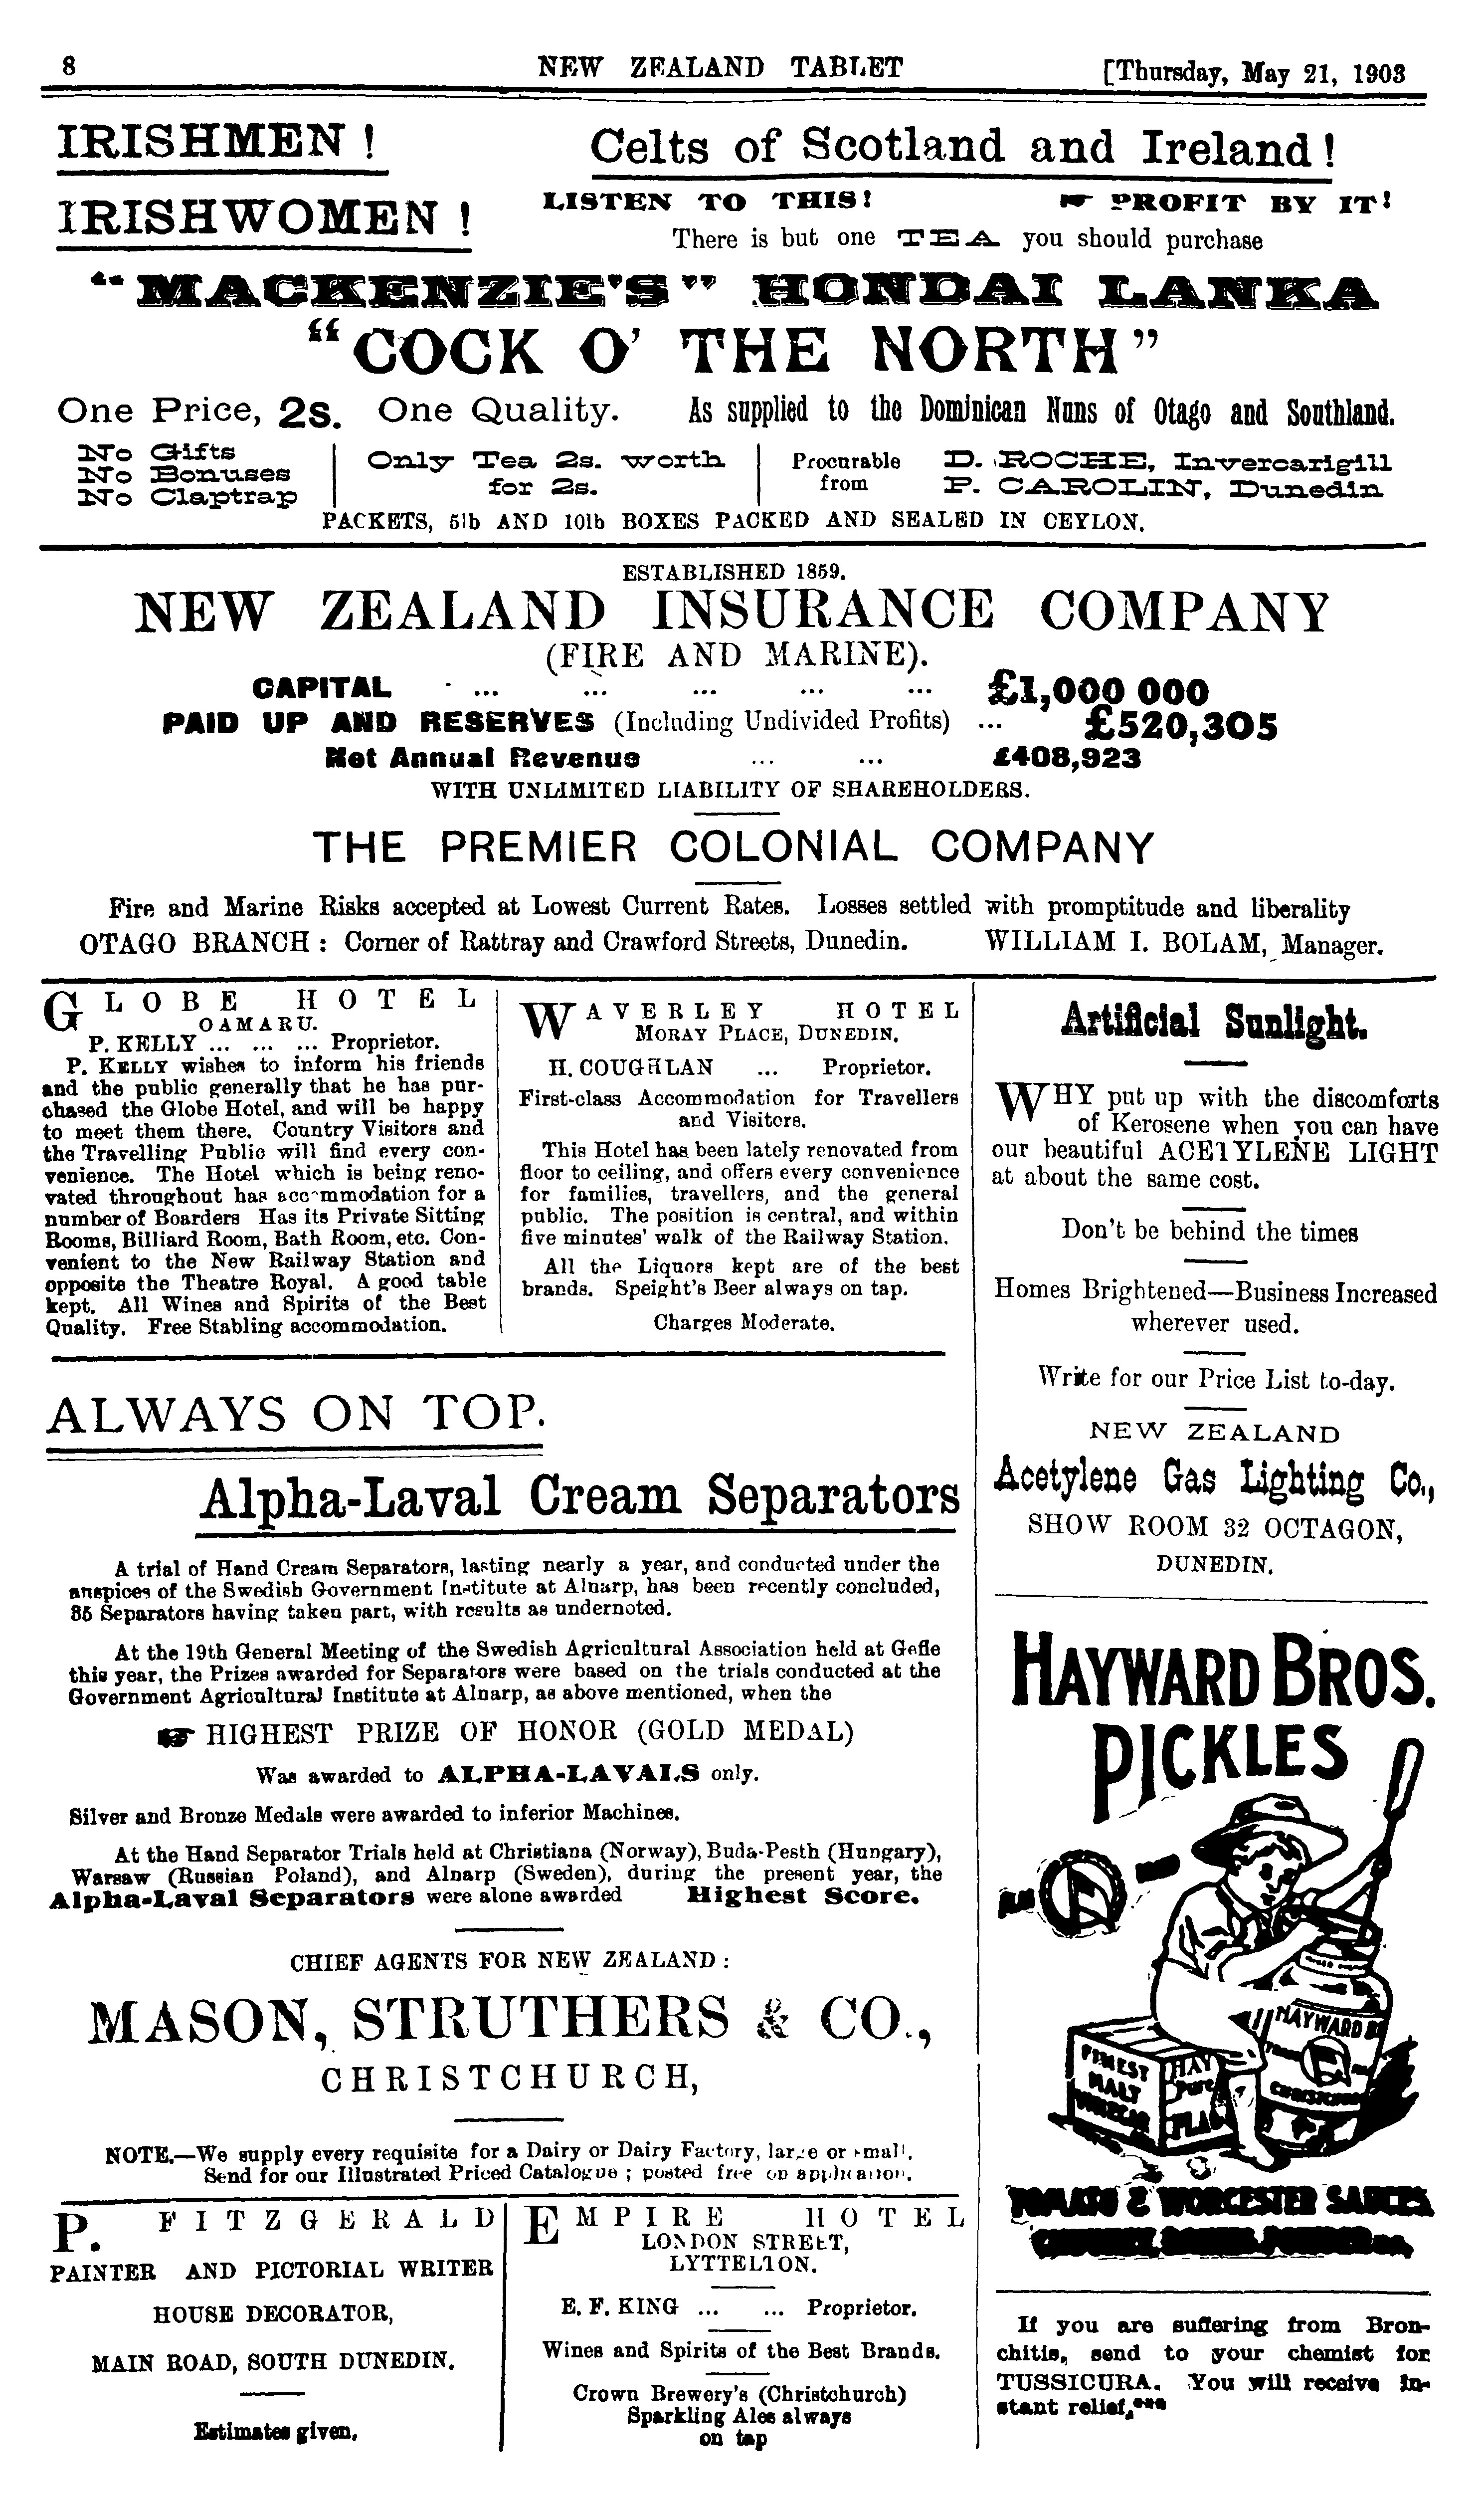 8
NEW ZEALAND TABLET
[Thursday, May 21, 1903
IRISHMEN!
IRISHWOMEN!
Celts of Scotland and Ireland!
LISTEN TO THIS! PROFIT BY IT!
There is but one TEA you should purchase
"MACKENZIE'S" HONDAI LANKA
"COCK O' THE NORTH"
One Price, 2s. One Quality. As supplied to the Dominican Nuns of Otago and Southland.
No Gifts
No Bonuses
No Claptrap
Only Tea 2s. worth
for 2s.
Procurable
from
D. ROCHE, Invercarigill
P. CAROLIN, Dunedin
PACKETS, 5lb AND 10lb BOXES PACKED AND SEALED IN CEYLON.
ESTABLISHED 1859.
NEW ZEALAND INSURANCE COMPANY
(FIRE AND MARINE).
CAPITAL ... ... ... ... ... £1,000 000
PAID UP AND RESERVES (Including Undivided Profits) ... £520,305
Net Annual Revenue ... ... £408,923
WITH UNLIMITED LIABILITY OF SHAREHOLDERS.
THE PREMIER COLONIAL COMPANY
Fire and Marine Risks accepted at Lowest Current Rates. Losses settled with promptitude and liberality
OTAGO BRANCH: Corner of Rattray and Crawford Streets, Dunedin. WILLIAM I. BOLAM, Manager.
GLOBE HOTEL
OAMARU.
P. KELLY ... ... ... Proprietor.
P. KELLY wishes to inform his friends
and the public generally that he has pur-
chased the Globe Hotel, and will be happy
to meet them there. Country Visitors and
the Travelling Public will find every con-
venience. The Hotel which is being reno-
vated throughout has accommodation for a
number of Boarders Has its Private Sitting
Rooms, Billiard Room, Bath Room, etc. Con-
venient to the New Railway Station and
opposite the Theatre Royal. A good table
kept. All Wines and Spirits of the Best
Quality. Free Stabling accommodation.
WAVERLEY HOTEL
MORAY PLACE, DUNEDIN.
H. COUGHLAN ... Proprietor.
First-class Accommodation for Travellers
and Visitors.
This Hotel has been lately renovated from
floor to ceiling, and offers every convenience
for families, travellers, and the general
public. The position is central, and within
five minutes' walk of the Railway Station.
All the Liquors kept are of the best
brands. Speight's Beer always on tap.
Charges Moderate.
ALWAYS ON TOP.
Alpha-Laval Cream Separators
A trial of Hand Cream Separators, lasting nearly a year, and conducted under the
auspices of the Swedish Government Institute at Alnarp, has been recently concluded,
35 Separators having taken part, with results as undernoted.
At the 19th General Meeting of the Swedish Agricultural Association held at Gefle
this year, the Prizes awarded for Separators were based on the trials conducted at the
Government Agricultural Institute at Alnarp, as above mentioned, when the
HIGHEST PRIZE OF HONOR (GOLD MEDAL)
Was awarded to ALPHA-LAVALS only.
Silver and Bronze Medals were awarded to inferior Machines.
At the Hand Separator Trials held at Christiana (Norway), Buda-Pesth (Hungary),
Warsaw (Russian Poland), and Alnarp (Sweden), during the present year, the
Alpha-Laval Separators were alone awarded Highest Score.
CHIEF AGENTS FOR NEW ZEALAND:
MASON, STRUTHERS & CO.,
CHRISTCHURCH,
NOTE.—We supply every requisite for a Dairy or Dairy Factory, large or small.
Send for our Illustrated Priced Catalogue; posted free on application.
P. FITZGERALD
PAINTER AND PICTORIAL WRITER
HOUSE DECORATOR,
MAIN ROAD, SOUTH DUNEDIN.
Estimates given.
EMPIRE HOTEL
LONDON STREET,
LYTTELTON.
E. F. KING ... ... Proprietor.
Wines and Spirits of the Best Brands.
Crown Brewery's (Christchurch)
Sparkling Ales always
on tap
Artificial Sunlight.
WHY put up with the discomforts
of Kerosene when you can have
our beautiful ACETYLENE LIGHT
at about the same cost.
Don't be behind the times
Homes Brightened—Business Increased
wherever used.
Write for our Price List to-day.
NEW ZEALAND
Acetylene Gas Lighting Co.,
SHOW ROOM 32 OCTAGON,
DUNEDIN.
HAYWARD BROS.
PICKLES
HAYWARD B
FINEST
MALT
VINEGAR
HAY
Pure
TOMATO & WORCESTER SAUCES
If you are suffering from Bron-
chitis, send to your chemist for
TUSSICURA. You will receive in-
stant relief.***